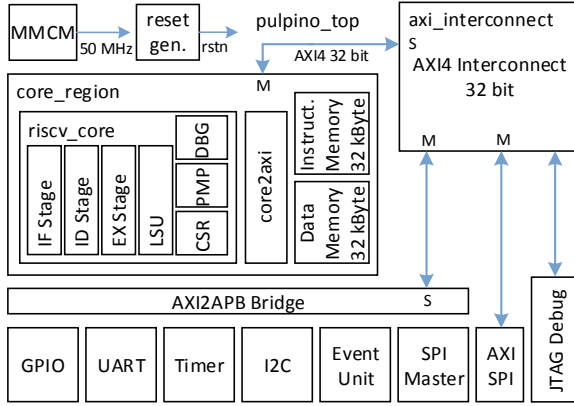 MMCM
50 MHz
reset
gen.
rstn
pulpino_top
AXI4 32 bit
axi_interconnect
S
AXI4 Interconnect
32 bit
M
M
core_region
M
riscv_core
IF Stage
ID Stage
EX Stage
LSU
DBG
PMP
CSR
core2axi
Instruct.
Memory
32 kByte
Data
Memory
32 kByte
AXI2APB Bridge
S
GPIO
UART
Timer
I2C
Event
Unit
SPI
Master
AXI
SPI
JTAG Debug